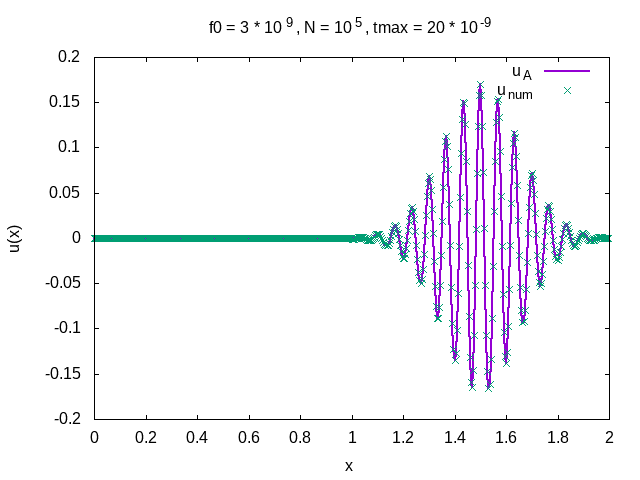 f0 = 3 * 10^9, N = 10^5, tmax = 20 * 10^-9
u_A
u_num
0.2
0.15
0.1
0.05
0
-0.05
-0.1
-0.15
-0.2
u(x)
0 0.2 0.4 0.6 0.8 1 1.2 1.4 1.6 1.8 2
x